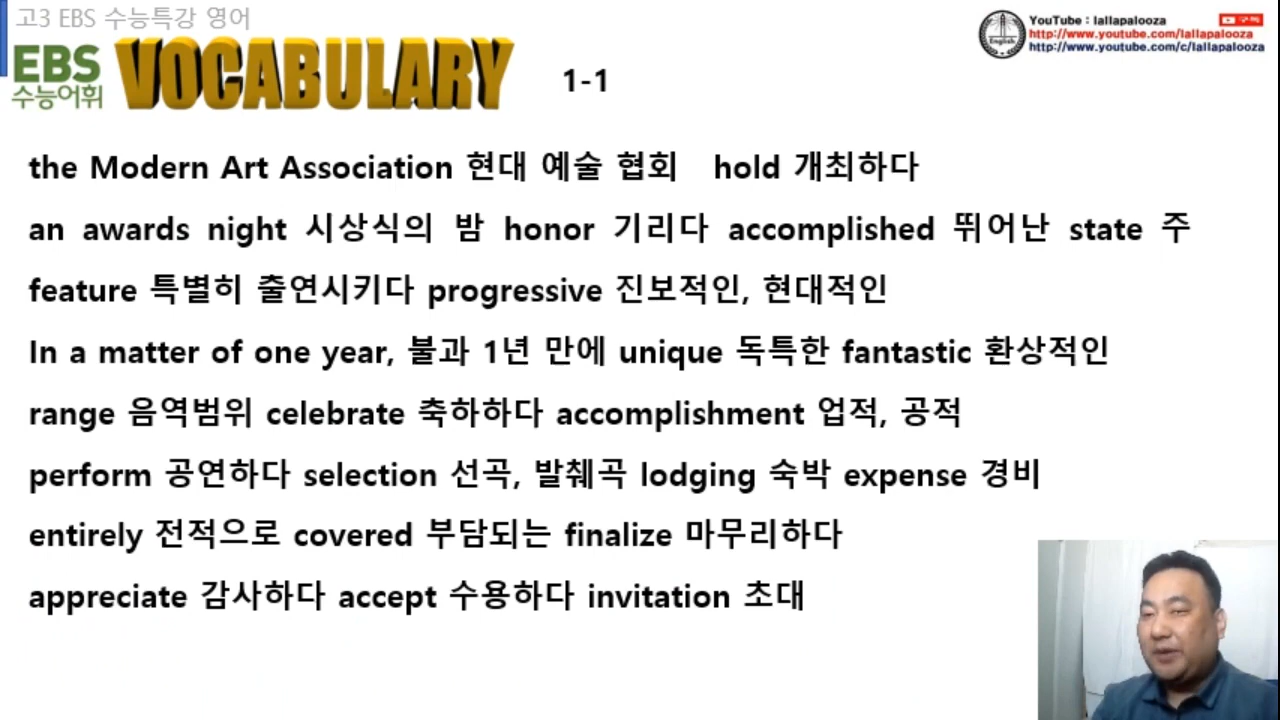 고3 EBS 수능특강 영어
YouTube : lallapalooza
구독
http://www.youtube.com/lallapalooza
http://www.youtube.com/c/lallapalooza
English
EBS
수능어휘
VOCABULARY
1-1
the Modern Art Association 현대 예술 협회 hold 개최하다
an awards night 시상식의 밤 honor 기리다 accomplished 뛰어난 state 주
feature 특별히 출연시키다 progressive 진보적인, 현대적인
In a matter of one year, 불과 1년 만에 unique 독특한 fantastic 환상적인
range 음역범위 celebrate 축하하다 accomplishment 업적, 공적
perform 공연하다 selection 선곡, 발췌곡 lodging 숙박 expense 경비
entirely 전적으로 covered 부담되는 finalize 마무리하다
appreciate 감사하다 accept 수용하다 invitation 초대